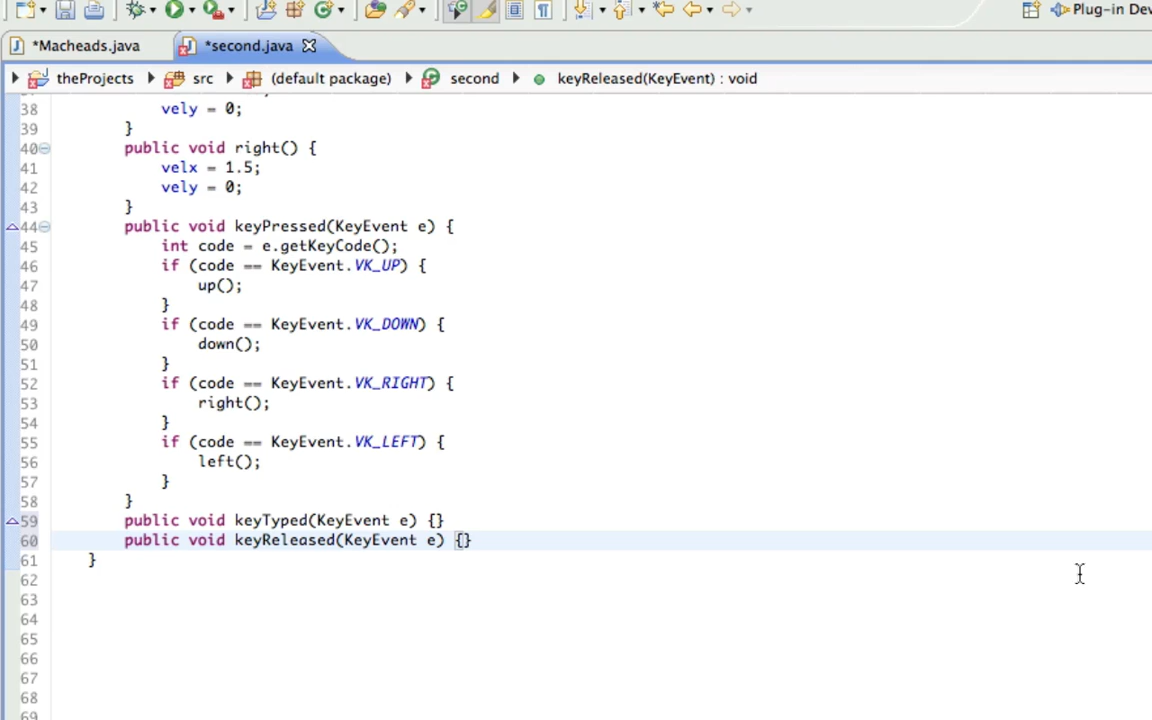 Plug-in Dev
*Macheads.java
*second.java
theProjects src (default package) second keyReleased(KeyEvent) : void
38 vely = 0;
39 }
40 public void right() {
41 velx = 1.5;
42 vely = 0;
43 }
44 public void keyPressed(KeyEvent e) {
45 int code = e.getKeyCode();
46 if (code == KeyEvent.VK_UP) {
47 up();
48 }
49 if (code == KeyEvent.VK_DOWN) {
50 down();
51 }
52 if (code == KeyEvent.VK_RIGHT) {
53 right();
54 }
55 if (code == KeyEvent.VK_LEFT) {
56 left();
57 }
58 }
59 public void keyTyped(KeyEvent e) {}
60 public void keyReleased(KeyEvent e) {}
61 }
62
63
64
65
66
67
68
69